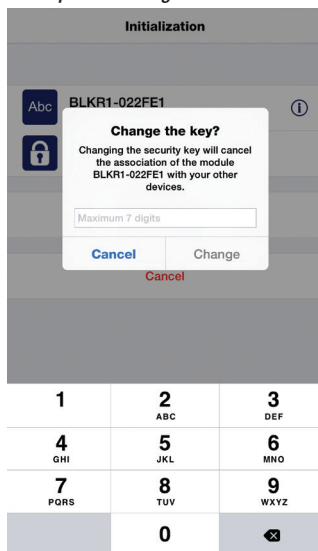 Initialization
Abc
BLKR1-022FE1
Change the key?
Changing the security key will cancel
the association of the module
BLKR1-022FE1 with your other
devices.
Maximum 7 digits
Cancel
Change
Cancel
1
2
ABC
3
DEF
4
GHI
5
JKL
6
MNO
7
PQRS
8
TUV
9
WXYZ
0